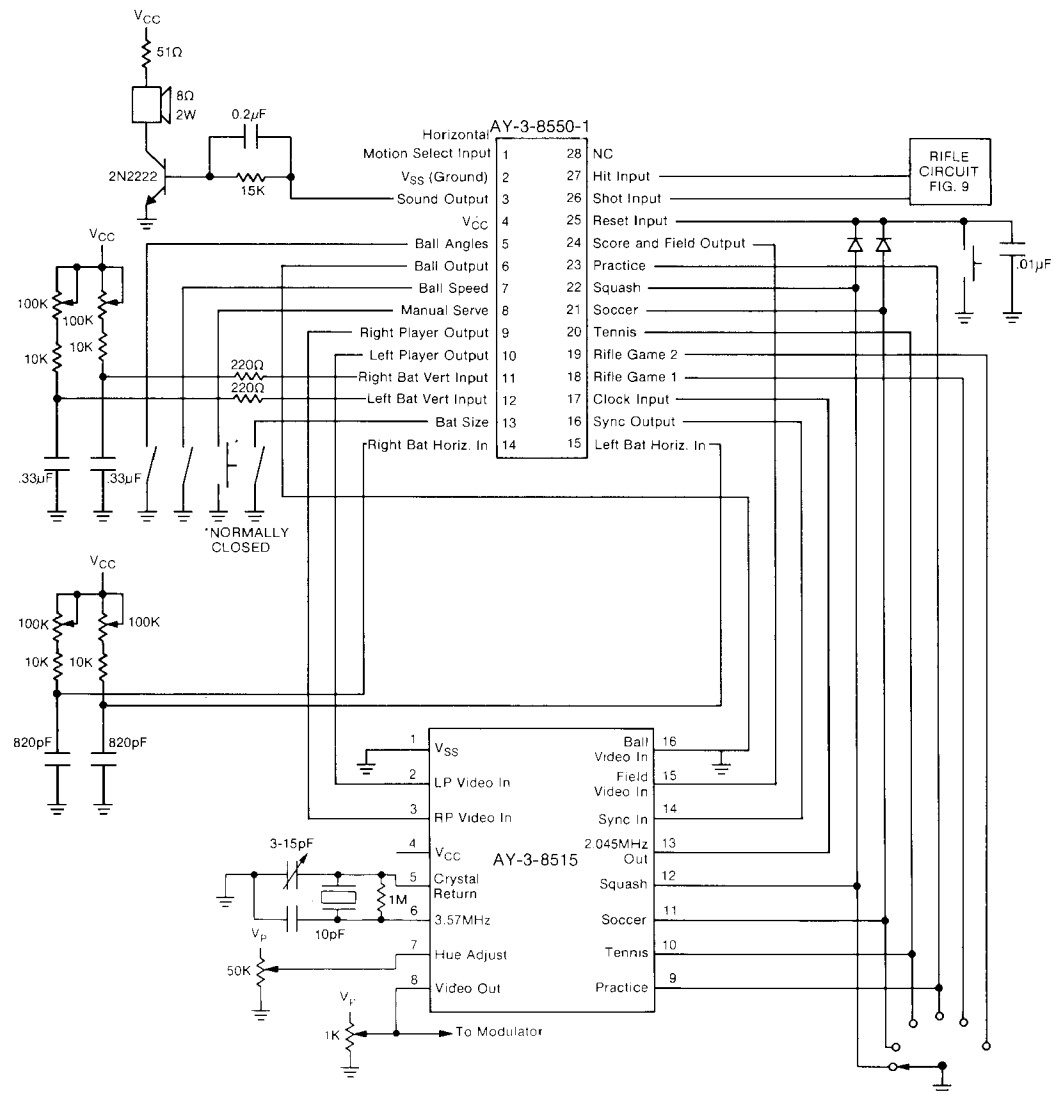 VCC
51Ω
8Ω
2W
0.2µF
2N2222
15K
AY-3-8550-1
Horizontal
Motion Select Input 1
VSS (Ground) 2
Sound Output 3
VCC 4
Ball Angles 5
Ball Output 6
Ball Speed 7
Manual Serve 8
Right Player Output 9
Left Player Output 10
Right Bat Vert Input 11
Left Bat Vert Input 12
Bat Size 13
Right Bat Horiz. In 14
28 NC
27 Hit Input
26 Shot Input
25 Reset Input
24 Score and Field Output
23 Practice
22 Squash
21 Soccer
20 Tennis
19 Rifle Game 2
18 Rifle Game 1
17 Clock Input
16 Sync Output
15 Left Bat Horiz. In
RIFLE
CIRCUIT
FIG. 9
.01µF
VCC
100K
100K
10K
10K
220Ω
220Ω
.33µF
.33µF
*
*NORMALLY
CLOSED
VCC
100K
100K
10K
10K
820pF
820pF
AY-3-8515
1 VSS
2 LP Video In
3 RP Video In
4 VCC
5 Crystal
Return
6 3.57MHz
7 Hue Adjust
8 Video Out
Ball 16
Video In
Field 15
Video In
Sync In 14
2.045MHz 13
Out
Squash 12
Soccer 11
Tennis 10
Practice 9
3-15pF
1M
10pF
VP
50K
1K
To Modulator